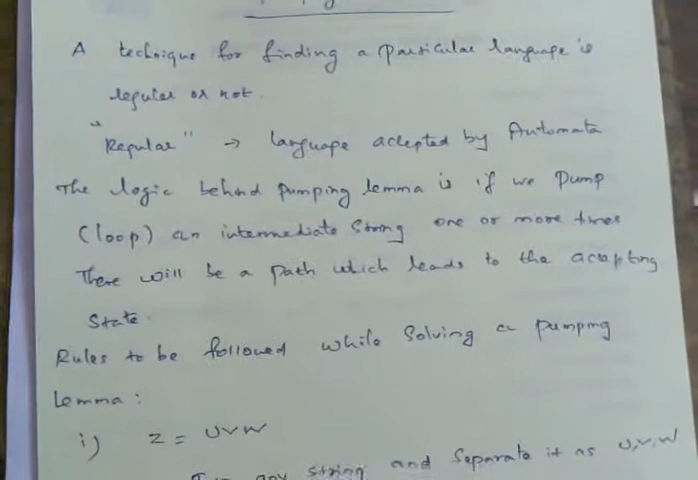 A technique for finding a particular language is
regular or not.
"Regular" → language accepted by Automata
The logic behind pumping lemma is if we pump
(loop) an intermediate string one or more times
There will be a path which leads to the accepting
state.
Rules to be followed while solving a pumping
lemma :
i) Z = UVW
any string and separate it as U,V,W